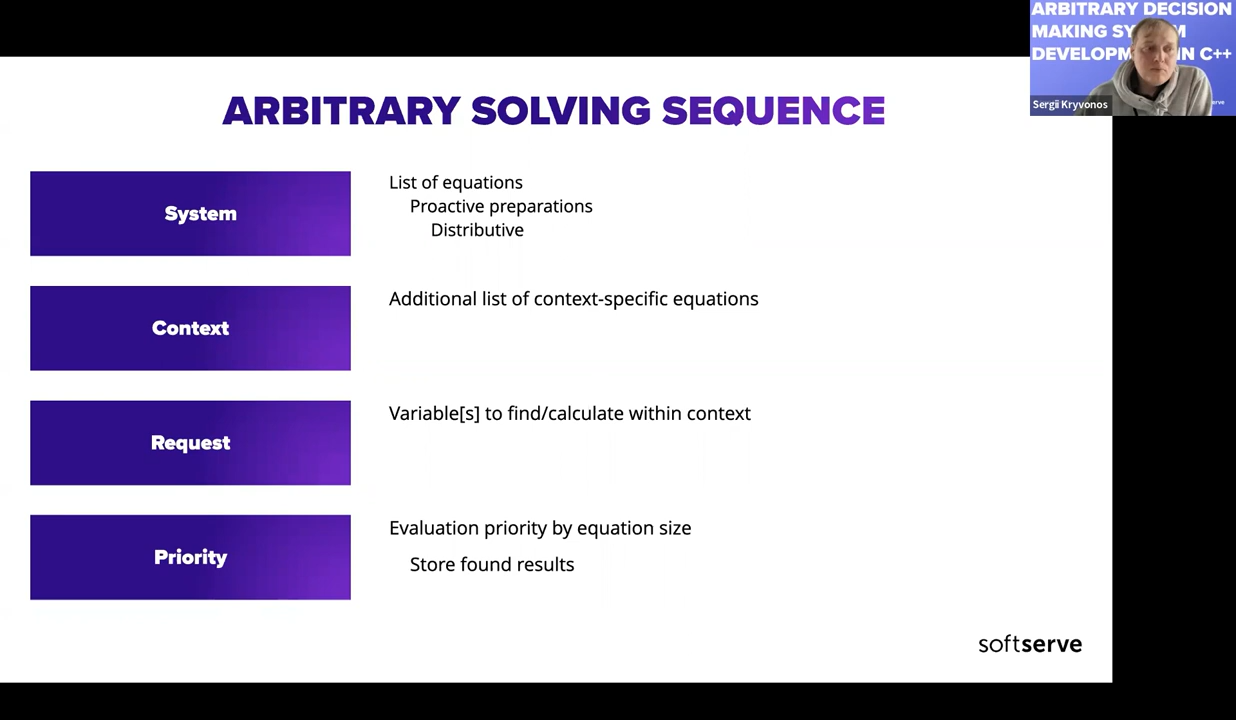 ARBITRARY DECISION
MAKING SY M
DEVELOPM IN C++
Sergii Kryvonos
erve
ARBITRARY SOLVING SEQUENCE
System
List of equations
Proactive preparations
Distributive
Context
Additional list of context-specific equations
Request
Variable[s] to find/calculate within context
Priority
Evaluation priority by equation size
Store found results
softserve